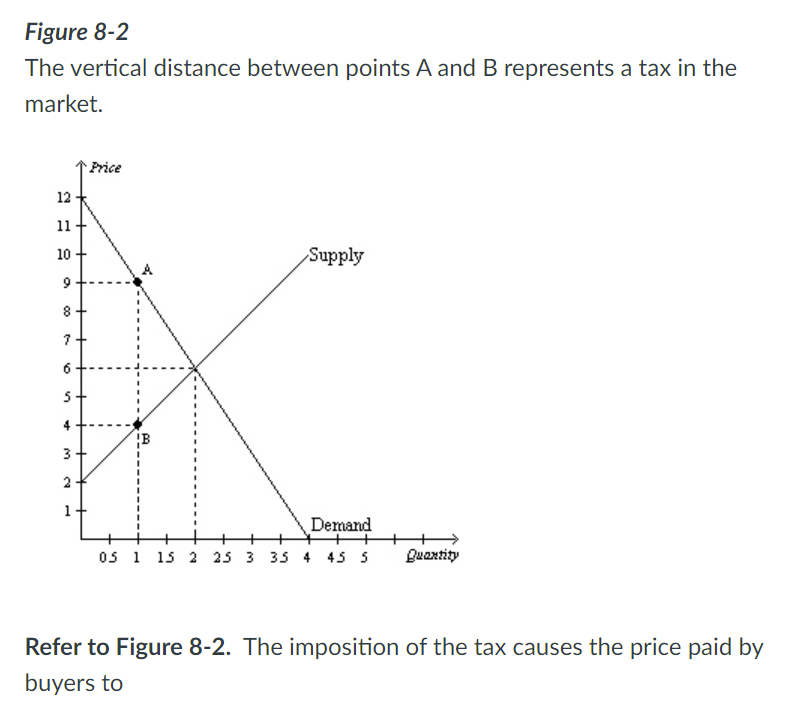 Figure 8-2
The vertical distance between points A and B represents a tax in the
market.
Price
12
11
10
Supply
A
9
8
7
6
5
4
B
3
2
1
Demand
0.5 1 1.5 2 2.5 3 3.5 4 4.5 5 Quantity
Refer to Figure 8-2. The imposition of the tax causes the price paid by
buyers to